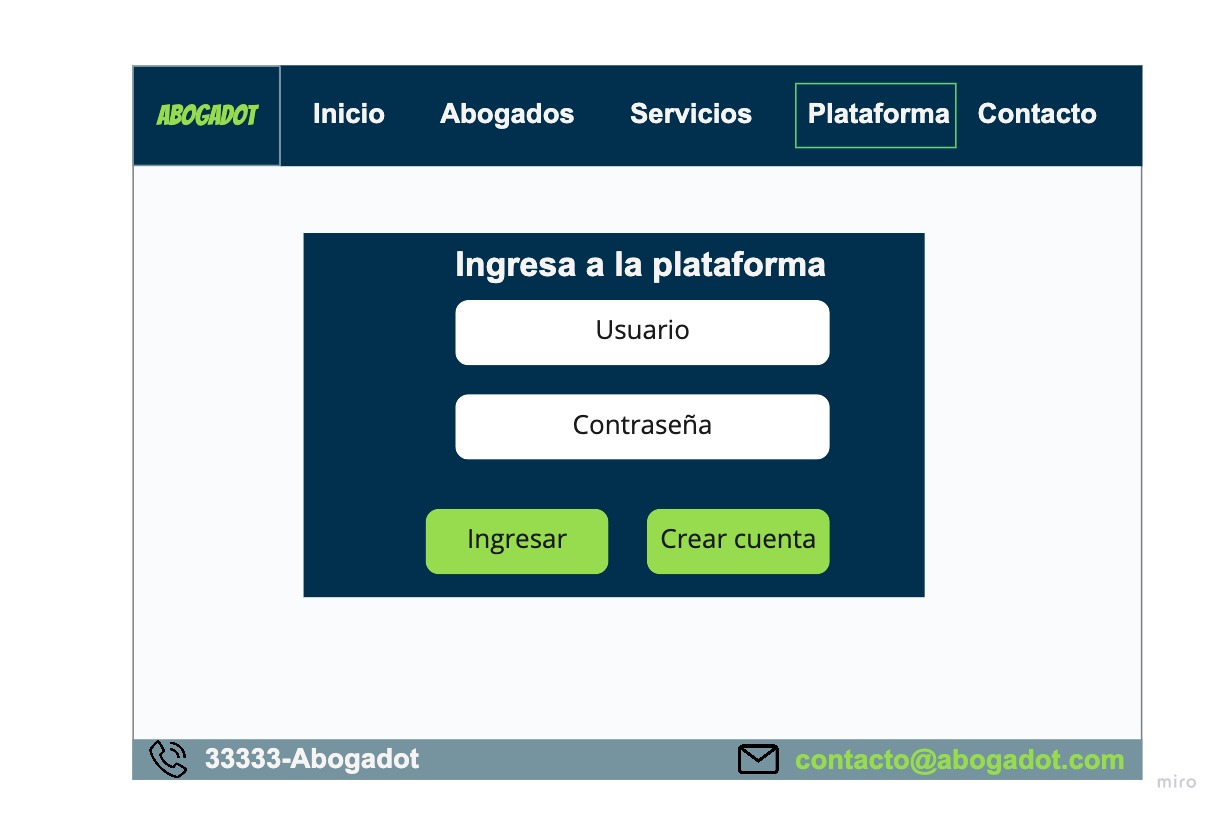 ABOGADOT
Inicio
Abogados
Servicios
Plataforma
Contacto
Ingresa a la plataforma
Usuario
Contraseña
Ingresar
Crear cuenta
33333-Abogadot
contacto@abogadot.com
miro